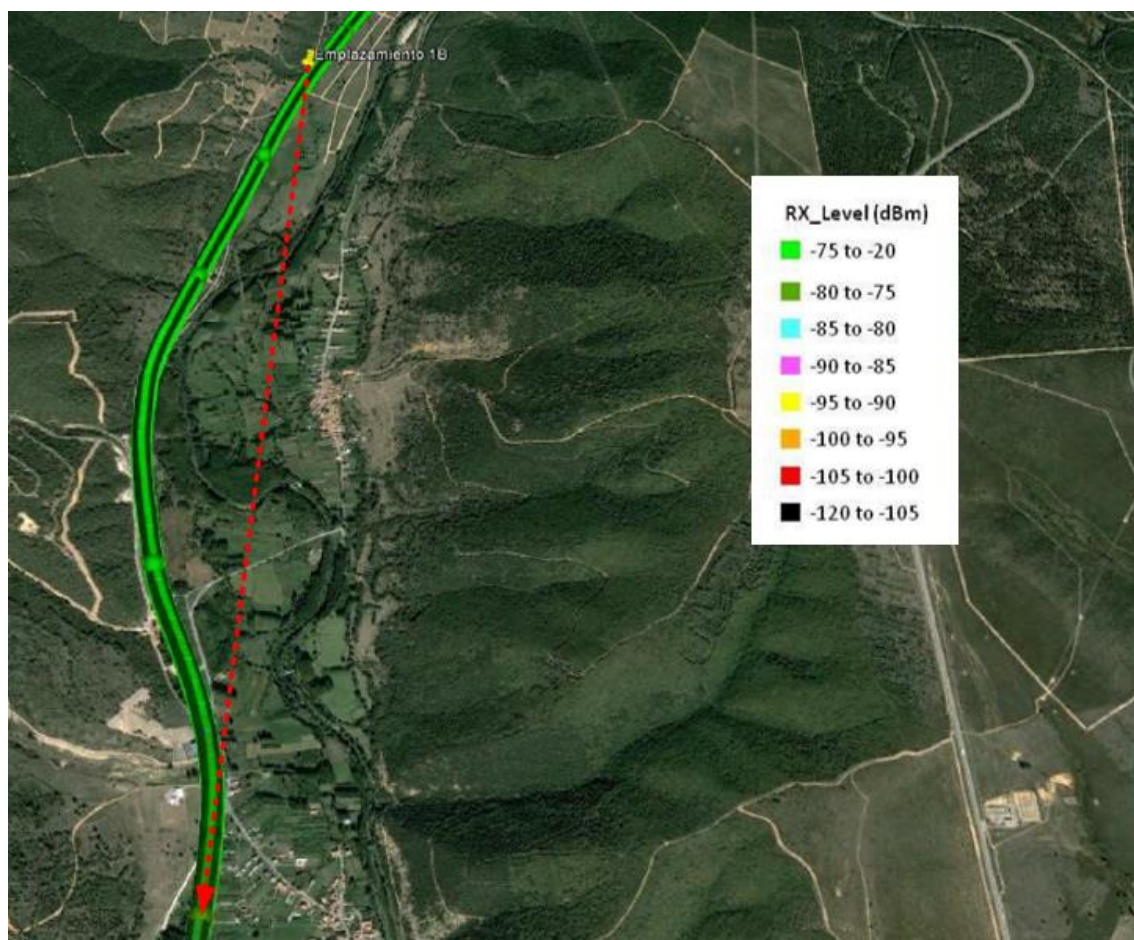 Emplazamiento 1B
RX_Level (dBm)
-75 to -20
-80 to -75
-85 to -80
-90 to -85
-95 to -90
-100 to -95
-105 to -100
-120 to -105